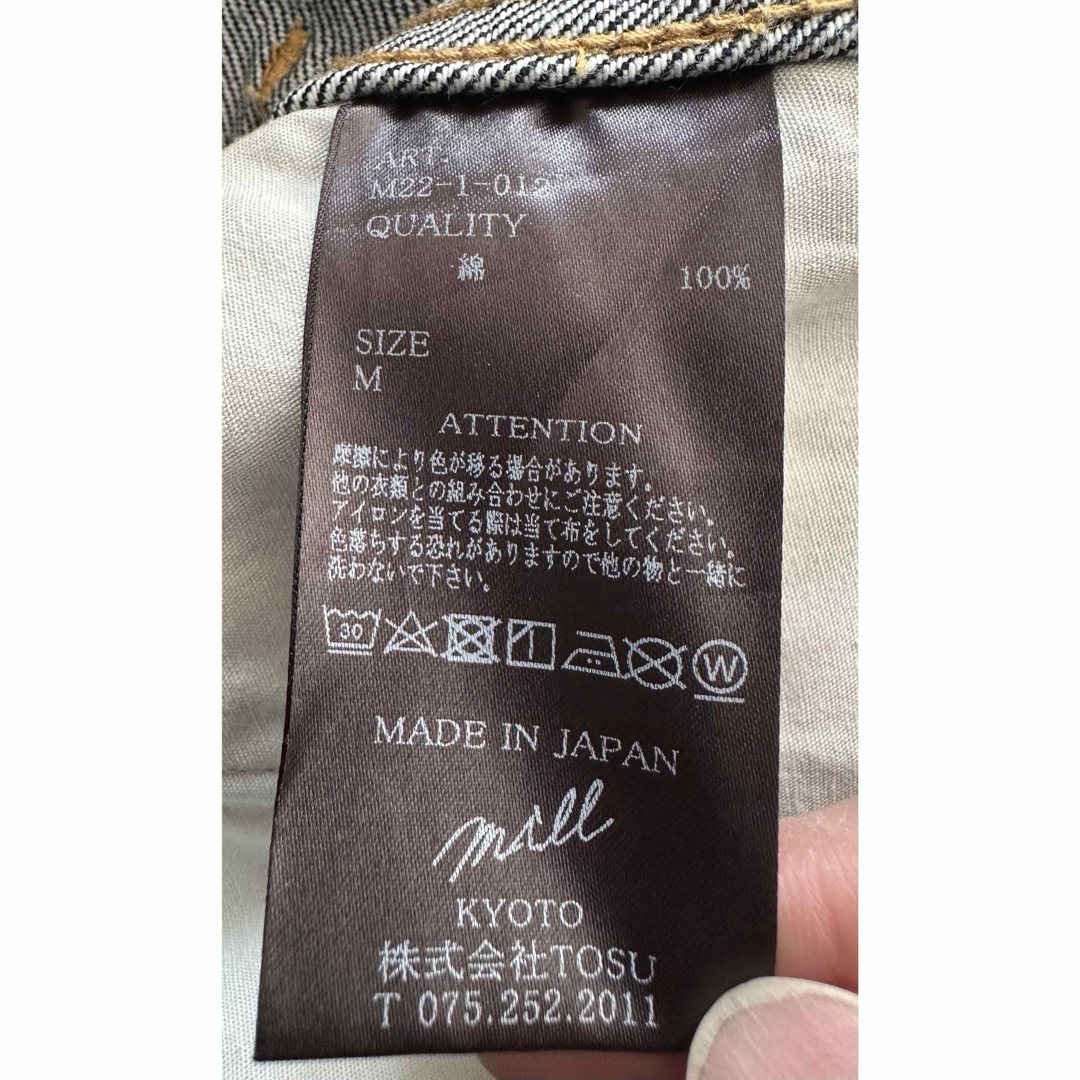 ART.
M22-1-012
QUALITY
綿 100%
SIZE
M
ATTENTION
摩擦により色が移る場合があります。
他の衣類との組み合わせにご注意ください。
アイロンを当てる際は当て布をしてください。
色落ちする恐れがありますので他の物と一緒に
洗わないで下さい。
30 W
MADE IN JAPAN
mill
KYOTO
株式会社TOSU
T 075.252.2011